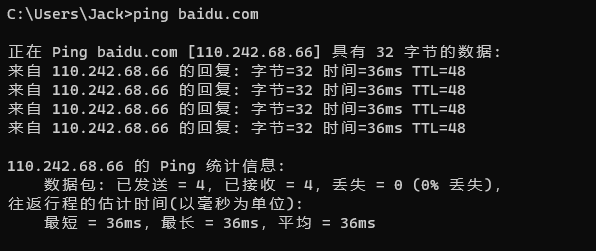 C:\Users\Jack>ping baidu.com
正在 Ping baidu.com [110.242.68.66] 具有 32 字节的数据:
来自 110.242.68.66 的回复: 字节=32 时间=36ms TTL=48
来自 110.242.68.66 的回复: 字节=32 时间=36ms TTL=48
来自 110.242.68.66 的回复: 字节=32 时间=36ms TTL=48
来自 110.242.68.66 的回复: 字节=32 时间=36ms TTL=48
110.242.68.66 的 Ping 统计信息:
数据包: 已发送 = 4, 已接收 = 4, 丢失 = 0 (0% 丢失),
往返行程的估计时间(以毫秒为单位):
最短 = 36ms, 最长 = 36ms, 平均 = 36ms